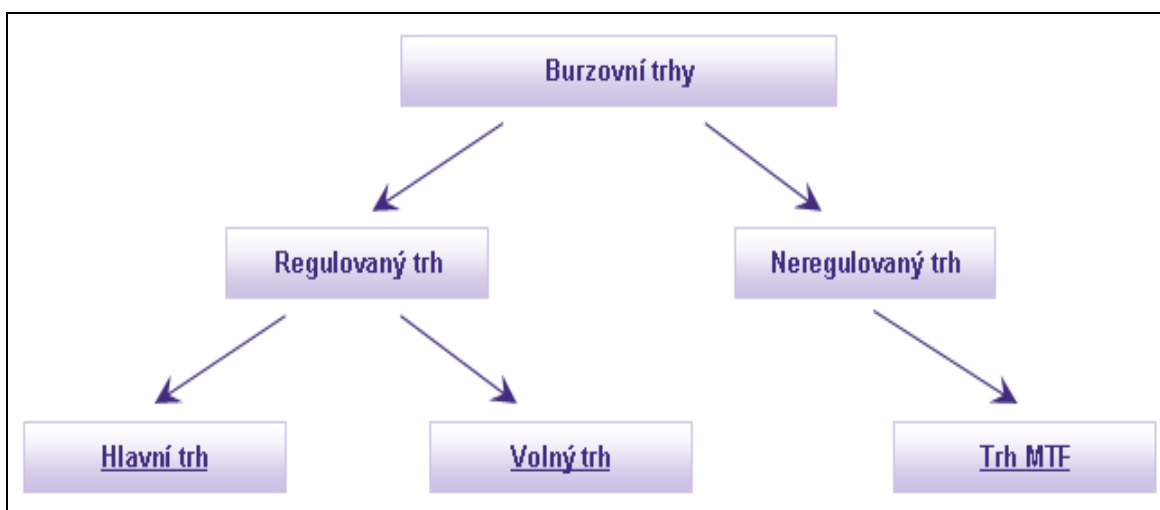 Burzovní trhy
Regulovaný trh
Neregulovaný trh
Hlavní trh
Volný trh
Trh MTF